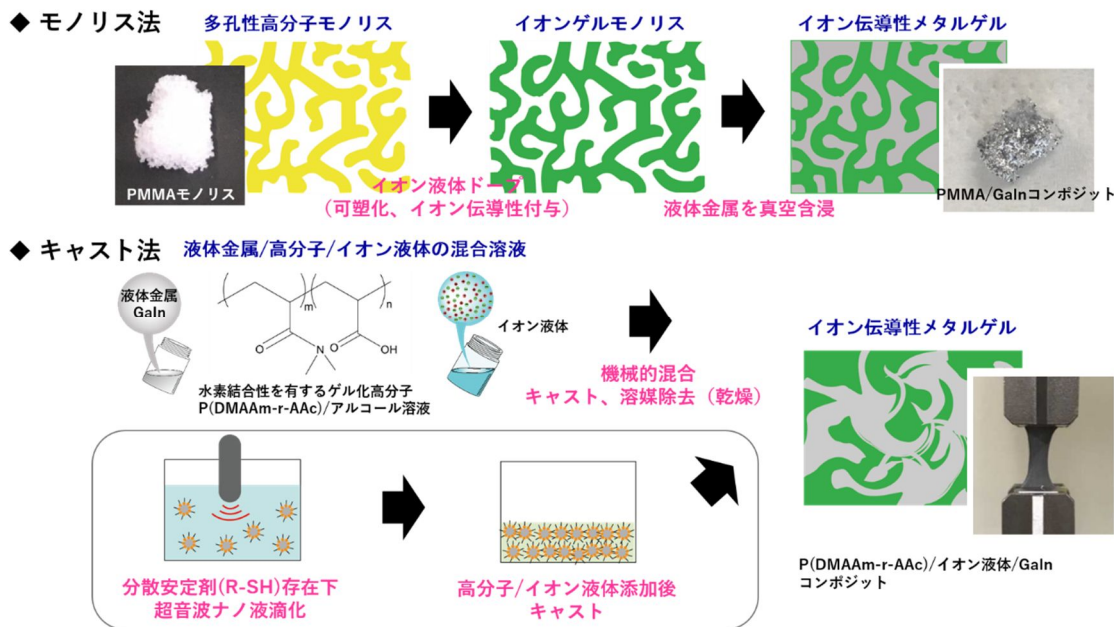 ◆ モノリス法
多孔性高分子モノリス
イオンゲルモノリス
イオン伝導性メタルゲル
PMMAモノリス
イオン液体ドープ
（可塑化、イオン伝導性付与）
液体金属を真空含浸
PMMA/GaInコンポジット
◆ キャスト法
液体金属/高分子/イオン液体の混合溶液
液体金属
GaIn
m
n
O
N
O
OH
イオン液体
水素結合性を有するゲル化高分子
P(DMAAm-r-AAc)/アルコール溶液
機械的混合
キャスト、溶媒除去（乾燥）
イオン伝導性メタルゲル
分散安定剤(R-SH)存在下
超音波ナノ液滴化
高分子/イオン液体添加後
キャスト
P(DMAAm-r-AAc)/イオン液体/GaIn
コンポジット